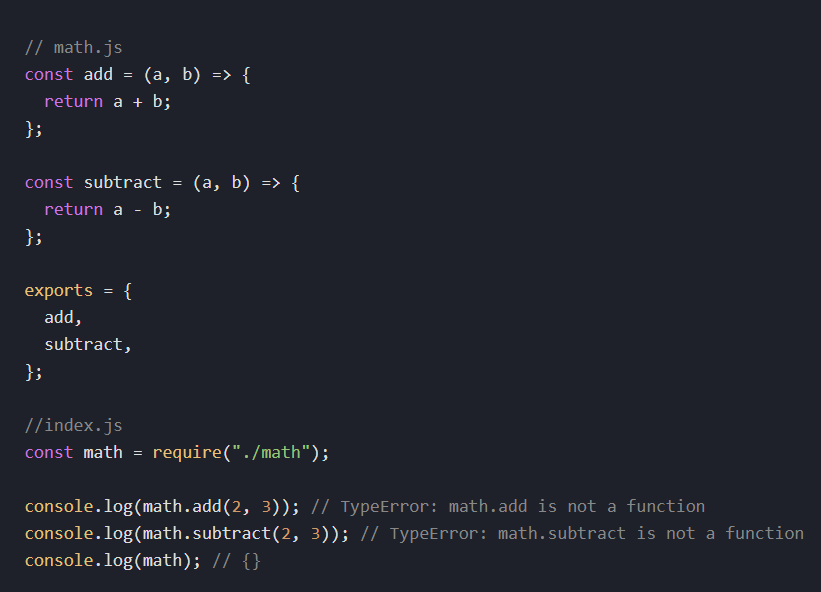 // math.js
const add = (a, b) => {
  return a + b;
};

const subtract = (a, b) => {
  return a - b;
};

exports = {
  add,
  subtract,
};

//index.js
const math = require("./math");

console.log(math.add(2, 3)); // TypeError: math.add is not a function
console.log(math.subtract(2, 3)); // TypeError: math.subtract is not a function
console.log(math); // {}